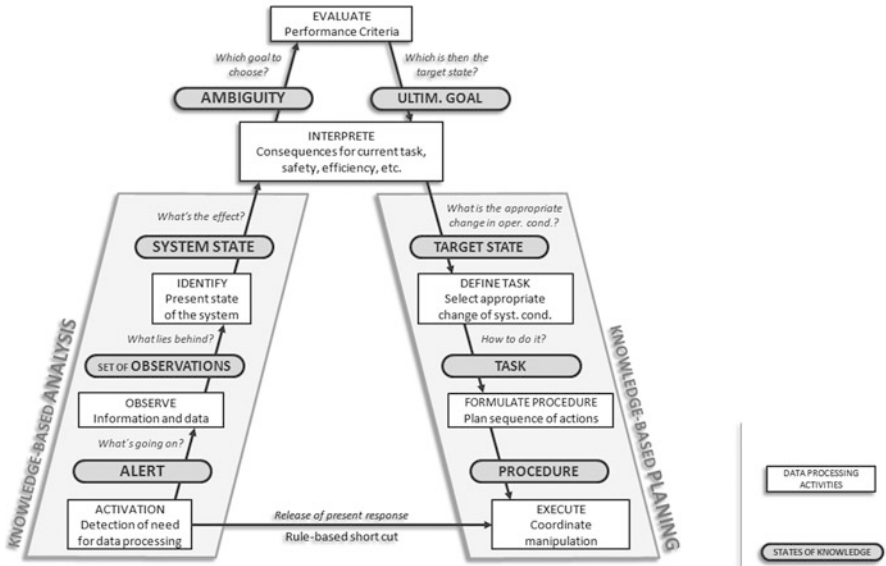 EVALUATE
Performance Criteria
Which goal to
choose?
Which is then the
target state?
AMBIGUITY
ULTIM. GOAL
INTERPRETE
Consequences for current task,
safety, efficiency, etc.
What's the effect?
What is the appropriate
change in oper. cond.?
SYSTEM STATE
TARGET STATE
IDENTIFY
Present state
of the system
DEFINE TASK
Select appropriate
change of syst. cond.
What lies behind?
How to do it?
SET OF OBSERVATIONS
TASK
OBSERVE
Information and data
FORMULATE PROCEDURE
Plan sequence of actions
What´s going on?
ALERT
PROCEDURE
ACTIVATION
Detection of need
for data processing
Release of present response
Rule-based short cut
EXECUTE
Coordinate
manipulation
KNOWLEDGE-BASED ANALYSIS
KNOWLEDGE-BASED PLANING
DATA PROCESSING
ACTIVITIES
STATES OF KNOWLEDGE